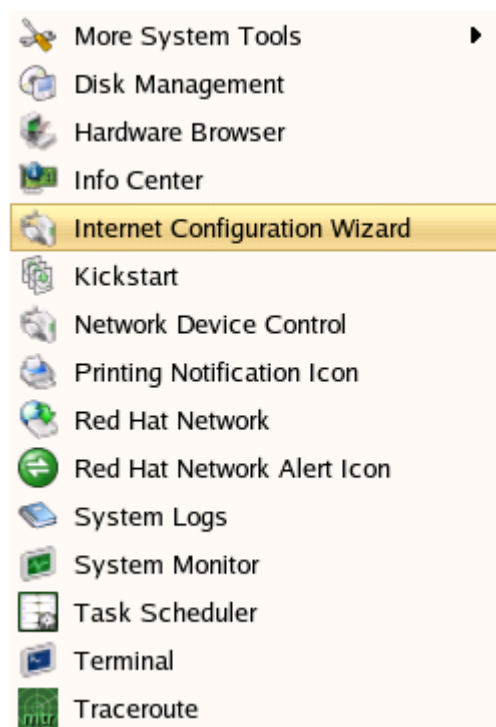 More System Tools
Disk Management
Hardware Browser
Info Center
Internet Configuration Wizard
Kickstart
Network Device Control
Printing Notification Icon
Red Hat Network
Red Hat Network Alert Icon
System Logs
System Monitor
Task Scheduler
Terminal
mtr Traceroute